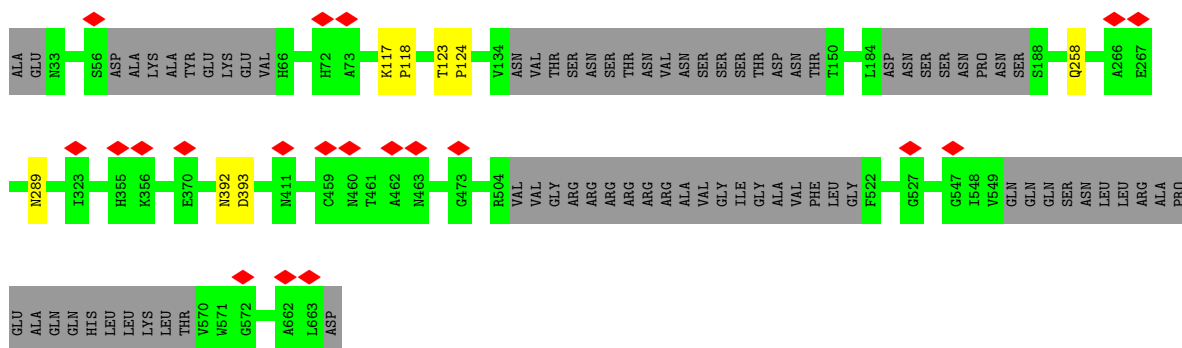 ALA GLU N33 S56 ASP ALA LYS ALA TYR GLU LYS GLU VAL H66 H72 A73 K117 P118 T123 P124 V134 ASN VAL THR SER ASN SER THR ASN VAL ASN SER SER SER THR ASP ASN THR T150 L184 ASP ASN SER SER ASN PRO ASN SER S188 Q258 A266 E267
N289 I323 H355 K356 E370 N392 D393 N411 C459 N460 T461 A462 N463 G473 R504 VAL VAL GLY ARG ARG ARG ARG ARG ALA VAL GLY ILE GLY ALA VAL PHE LEU GLY F522 G527 G547 I548 V549 GLN GLN GLN SER ASN LEU LEU ARG ALA PRO
GLU ALA GLN GLN HIS LEU LEU LYS LEU THR V570 W571 G572 A662 L663 ASP